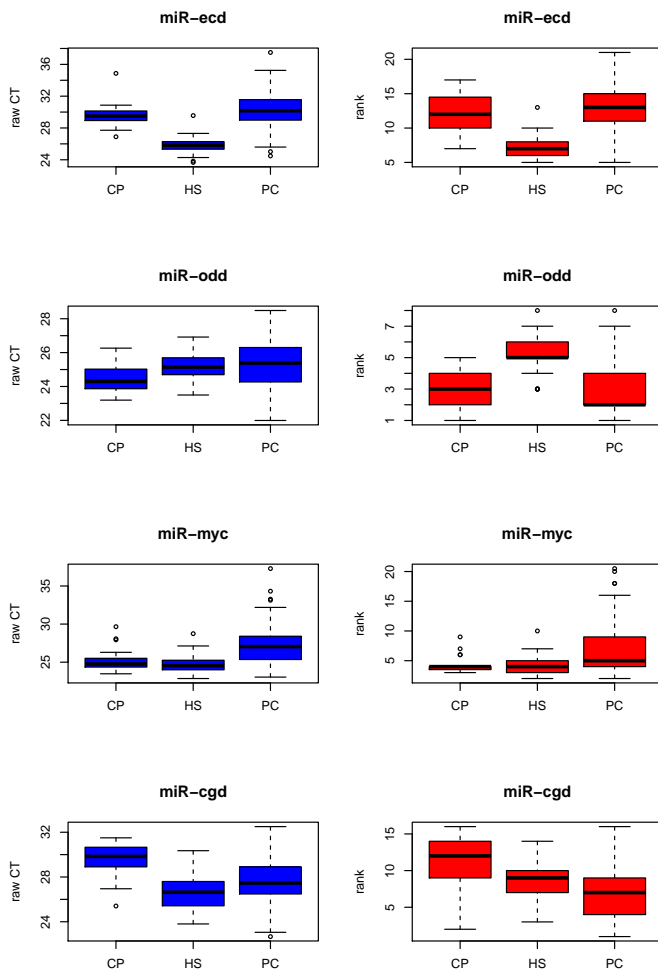 miR-ecd
miR-ecd
raw CT
24
28
32
36
CP
HS
PC
rank
5
10
15
20
CP
HS
PC
miR-odd
miR-odd
raw CT
22
24
26
28
CP
HS
PC
rank
1
3
5
7
CP
HS
PC
miR-myc
miR-myc
raw CT
25
30
35
CP
HS
PC
rank
5
10
15
20
CP
HS
PC
miR-cgd
miR-cgd
raw CT
24
28
32
CP
HS
PC
rank
5
10
15
CP
HS
PC